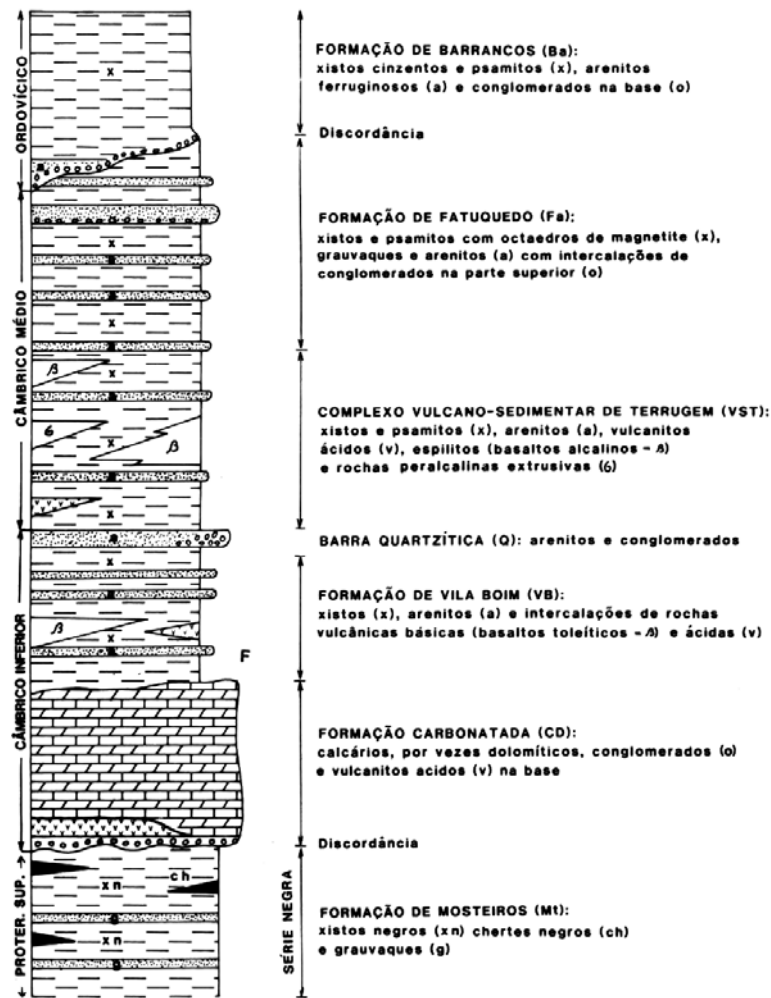 ORDOVÍCICO
CÂMBRICO MÉDIO
CÂMBRICO INFERIOR
PROTER. SUP.
x
x
x
x
x
x
x
x
x
β
6
β
β
F
ch
xn
g
xn
g
SÉRIE NEGRA
FORMAÇÃO DE BARRANCOS (Ba):
xistos cinzentos e psamitos (x), arenitos
ferruginosos (a) e conglomerados na base (o)
Discordância
FORMAÇÃO DE FATUQUEDO (Fa):
xistos e psamitos com octaedros de magnetite (x),
grauvaques e arenitos (a) com intercalações de
conglomerados na parte superior (o)
COMPLEXO VULCANO-SEDIMENTAR DE TERRUGEM (VST):
xistos e psamitos (x), arenitos (a), vulcanitos
ácidos (v), espilitos (basaltos alcalinos - β)
e rochas peralcalinas extrusivas (6)
BARRA QUARTZÍTICA (Q): arenitos e conglomerados
FORMAÇÃO DE VILA BOIM (VB):
xistos (x), arenitos (a) e intercalações de rochas
vulcânicas básicas (basaltos toleíticos - β) e ácidas (v)
FORMAÇÃO CARBONATADA (CD):
calcários, por vezes dolomíticos, conglomerados (o)
e vulcanitos acidos (v) na base
Discordância
FORMAÇÃO DE MOSTEIROS (Mt):
xistos negros (xn) chertes negros (ch)
e grauvaques (g)